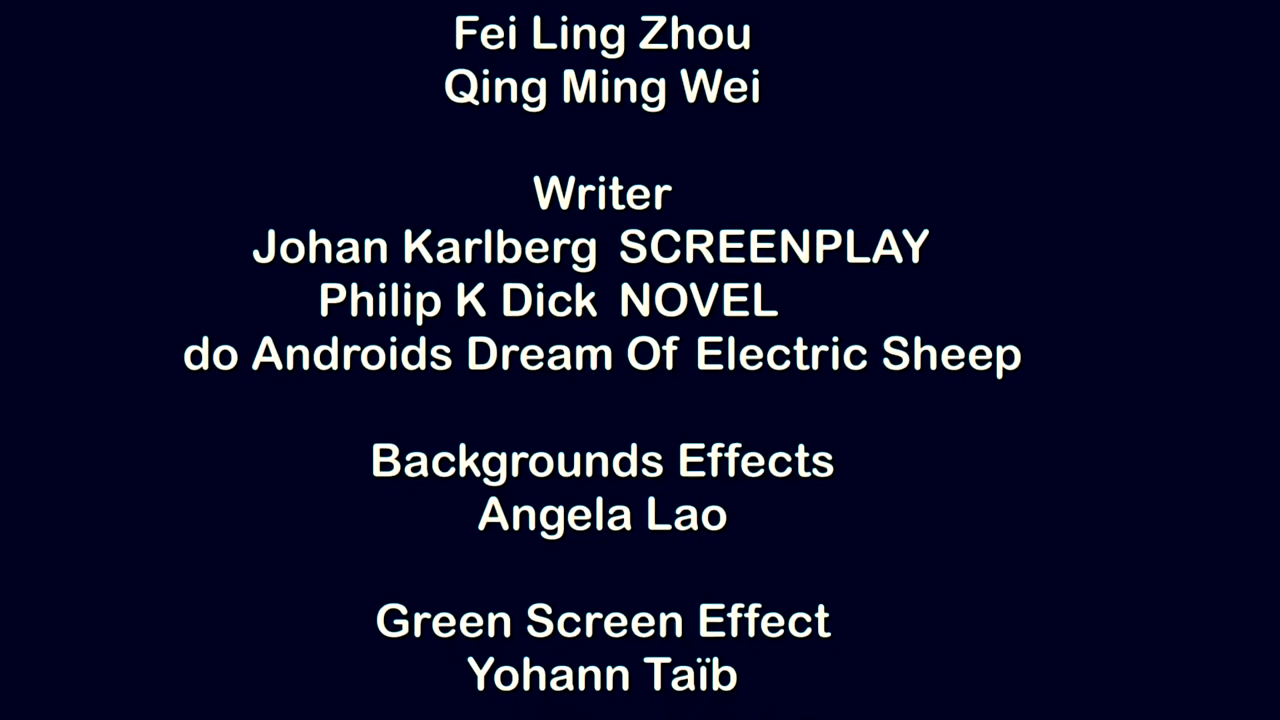 Fei Ling Zhou
Qing Ming Wei
Writer
Johan Karlberg SCREENPLAY
Philip K Dick NOVEL
do Androids Dream Of Electric Sheep
Backgrounds Effects
Angela Lao
Green Screen Effect
Yohann Taïb